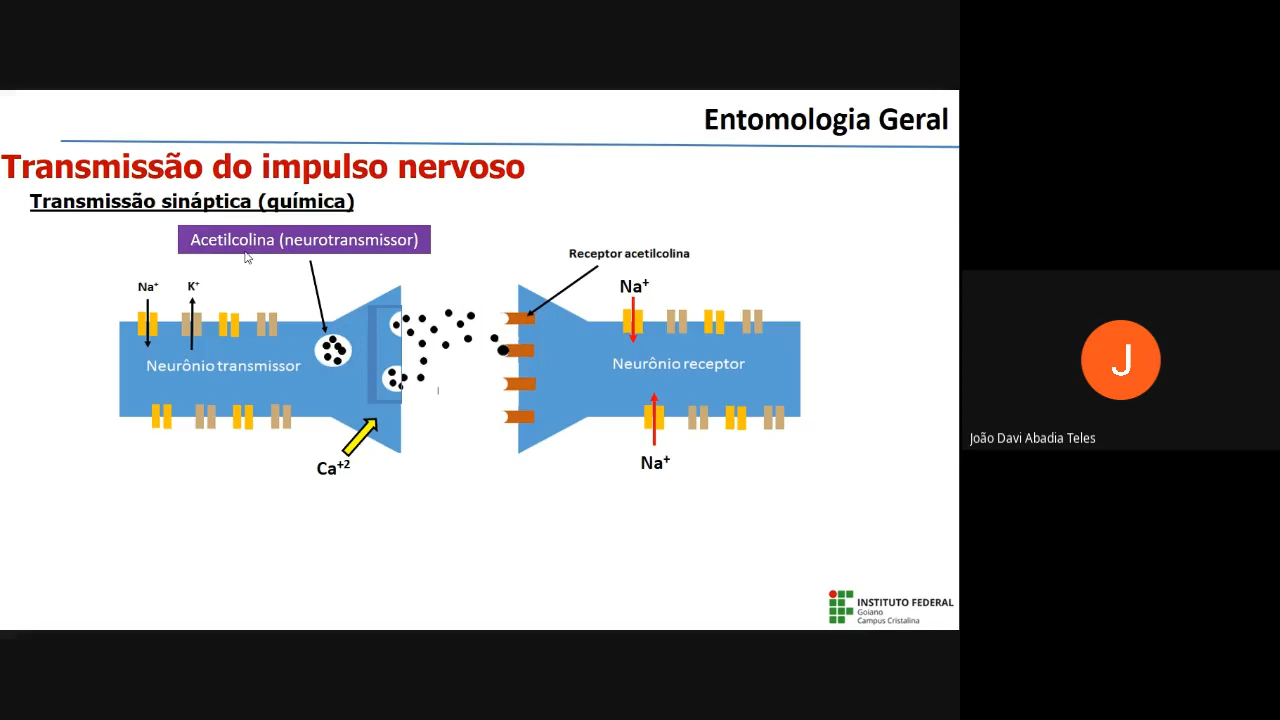 Entomologia Geral
Transmissão do impulso nervoso
Transmissão sináptica (química)
Acetilcolina (neurotransmissor)
Receptor acetilcolina
Na⁺ K⁺
Na⁺
Neurônio transmissor
Neurônio receptor
Ca⁺²
Na⁺
INSTITUTO FEDERAL
Goiano
Campus Cristalina
J
João Davi Abadia Teles